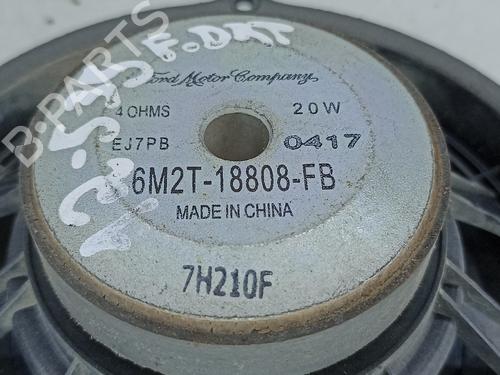 Ford Motor Company
4 OHMS 20W
EJ7PB 0417
6M2T-18808-FB
MADE IN CHINA
7H210F
B-PARTS